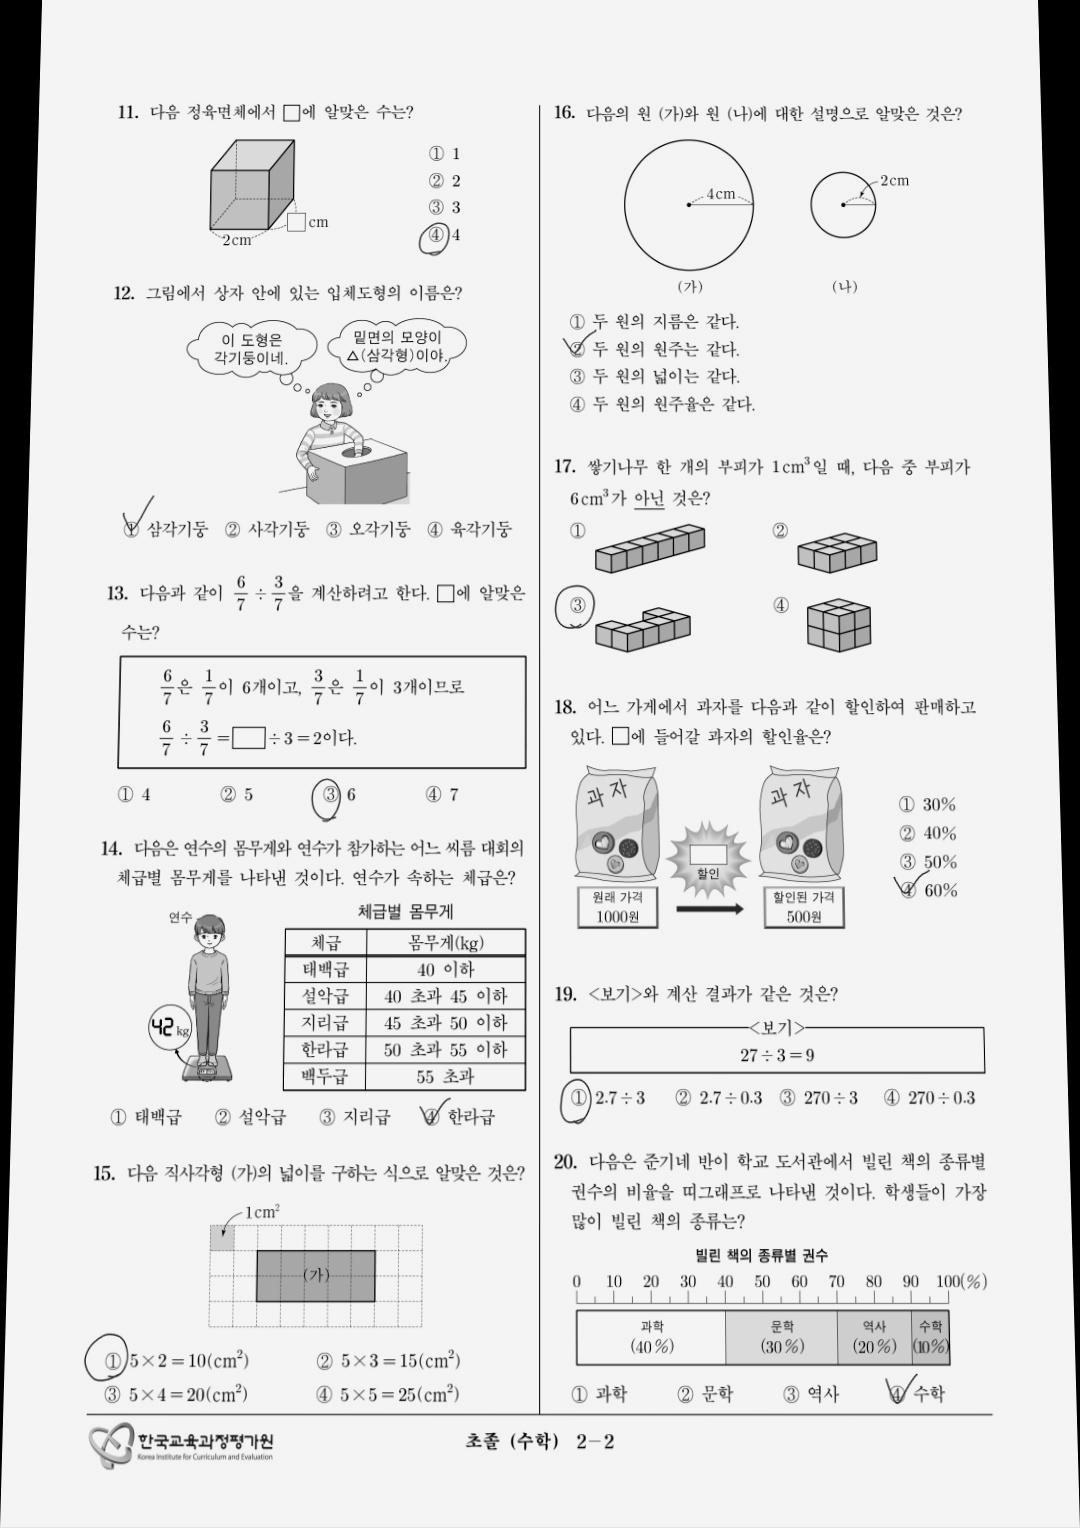 11. 다음 정육면체에서 □에 알맞은 수는?
① 1
② 2
③ 3
④ 4
2cm
□ cm
12. 그림에서 상자 안에 있는 입체도형의 이름은?
이 도형은
각기둥이네.
밑면의 모양이
△(삼각형)이야.
① 삼각기둥 ② 사각기둥 ③ 오각기둥 ④ 육각기둥
13. 다음과 같이 6/7 ÷ 3/7을 계산하려고 한다. □에 알맞은
수는?
6/7은 1/7이 6개이고, 3/7은 1/7이 3개이므로
6/7 ÷ 3/7 = □ ÷ 3 = 2이다.
① 4 ② 5 ③ 6 ④ 7
14. 다음은 연수의 몸무게와 연수가 참가하는 어느 씨름 대회의
체급별 몸무게를 나타낸 것이다. 연수가 속하는 체급은?
연수
42 kg
체급별 몸무게
체급 몸무게(kg)
태백급 40 이하
설악급 40 초과 45 이하
지리급 45 초과 50 이하
한라급 50 초과 55 이하
백두급 55 초과
① 태백급 ② 설악급 ③ 지리급 ④ 한라급
15. 다음 직사각형 (가)의 넓이를 구하는 식으로 알맞은 것은?
1cm²
(가)
① 5×2=10(cm²) ② 5×3=15(cm²)
③ 5×4=20(cm²) ④ 5×5=25(cm²)
16. 다음의 원 (가)와 원 (나)에 대한 설명으로 알맞은 것은?
4cm
2cm
(가) (나)
① 두 원의 지름은 같다.
② 두 원의 원주는 같다.
③ 두 원의 넓이는 같다.
④ 두 원의 원주율은 같다.
17. 쌓기나무 한 개의 부피가 1cm³일 때, 다음 중 부피가
6cm³가 아닌 것은?
① ②
③ ④
18. 어느 가게에서 과자를 다음과 같이 할인하여 판매하고
있다. □에 들어갈 과자의 할인율은?
과자
과자
할인
원래 가격
1000원
할인된 가격
500원
① 30%
② 40%
③ 50%
④ 60%
19. <보기>와 계산 결과가 같은 것은?
<보기>
27÷3=9
① 2.7÷3 ② 2.7÷0.3 ③ 270÷3 ④ 270÷0.3
20. 다음은 준기네 반이 학교 도서관에서 빌린 책의 종류별
권수의 비율을 띠그래프로 나타낸 것이다. 학생들이 가장
많이 빌린 책의 종류는?
빌린 책의 종류별 권수
0 10 20 30 40 50 60 70 80 90 100(%)
과학 문학 역사 수학
(40%) (30%) (20%) (10%)
① 과학 ② 문학 ③ 역사 ④ 수학
한국교육과정평가원
Korea Institute for Curriculum and Evaluation
초졸 (수학) 2-2